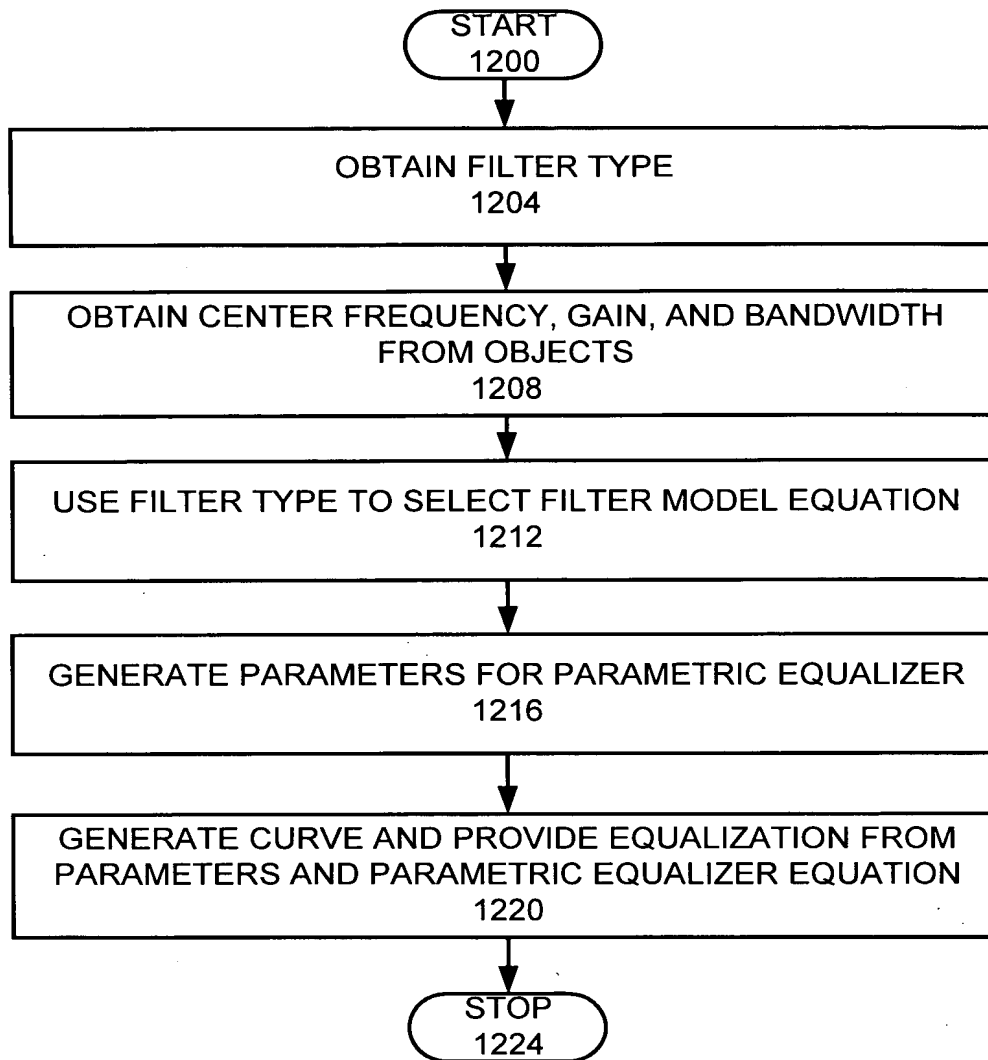 START
1200
OBTAIN FILTER TYPE
1204
OBTAIN CENTER FREQUENCY, GAIN, AND BANDWIDTH
FROM OBJECTS
1208
USE FILTER TYPE TO SELECT FILTER MODEL EQUATION
1212
GENERATE PARAMETERS FOR PARAMETRIC EQUALIZER
1216
GENERATE CURVE AND PROVIDE EQUALIZATION FROM
PARAMETERS AND PARAMETRIC EQUALIZER EQUATION
1220
STOP
1224